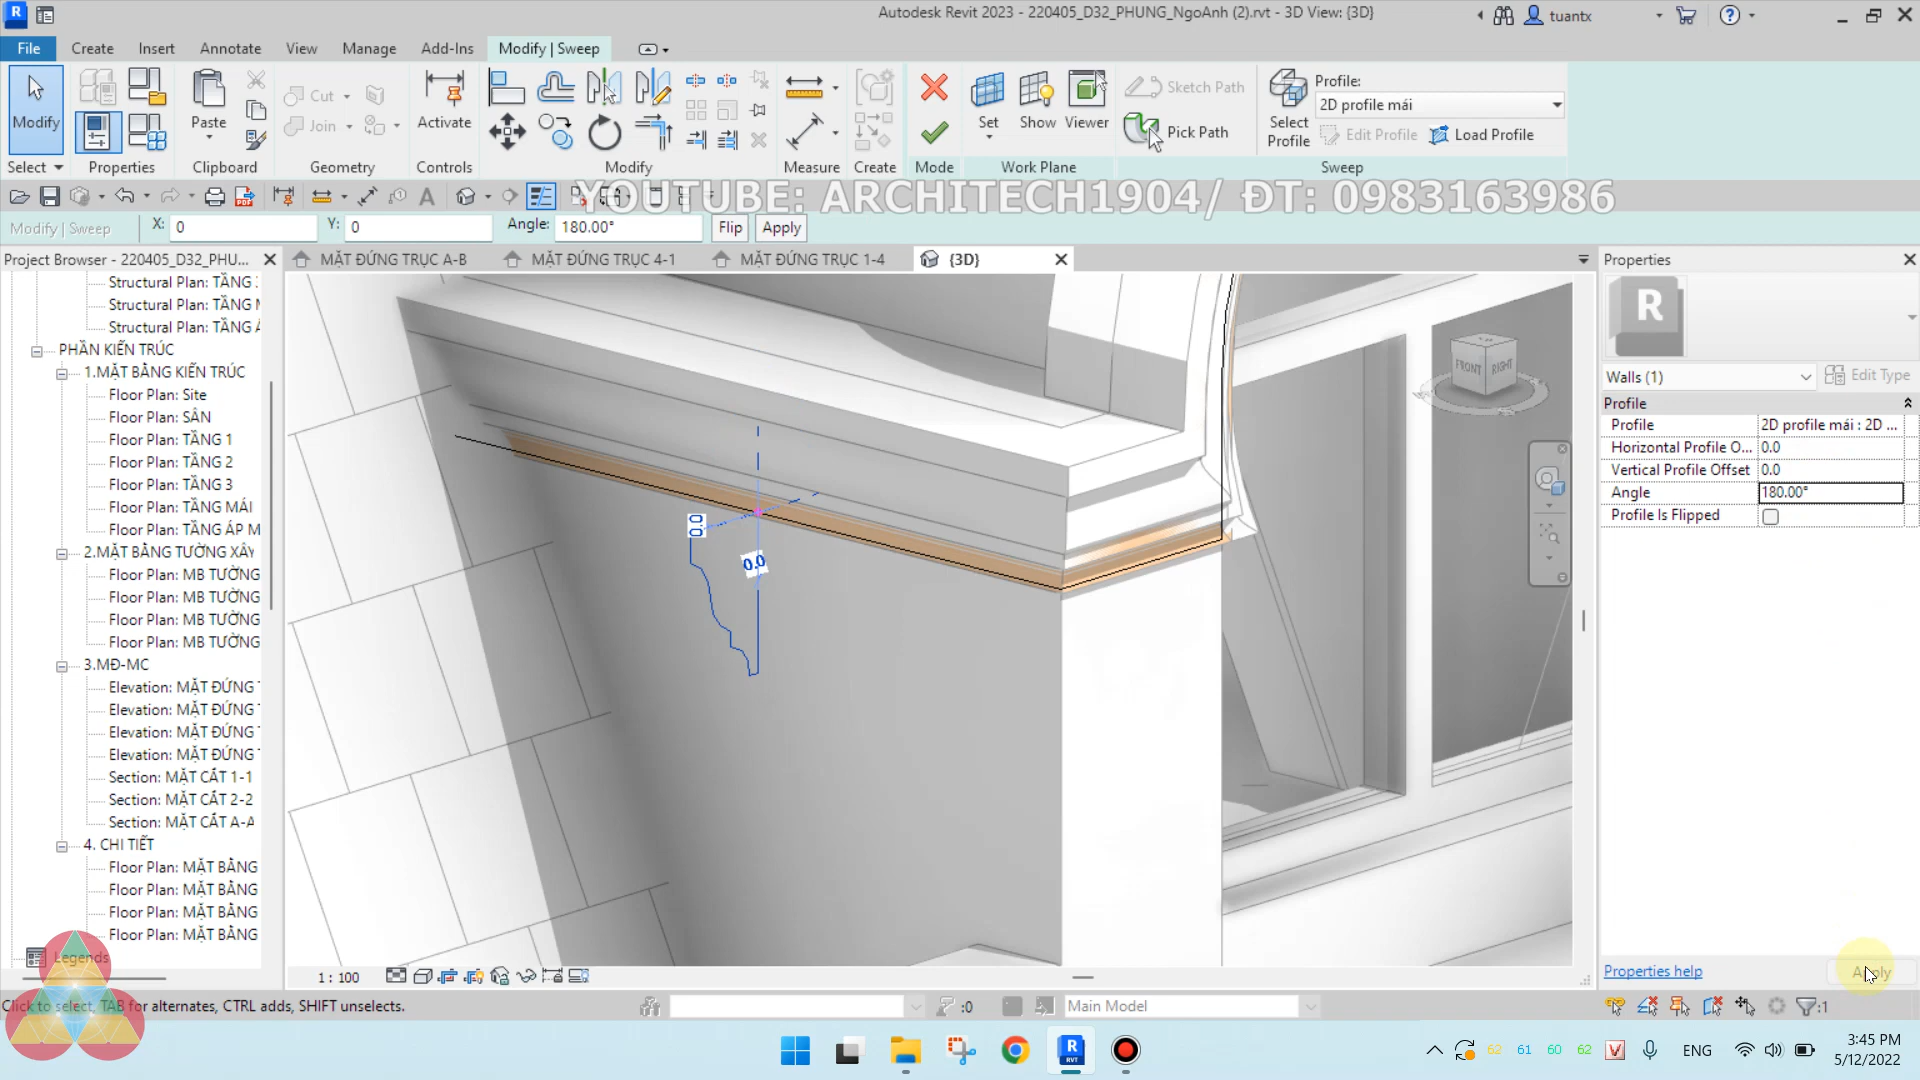 Autodesk Revit 2023 - 220405_D32_PHUNG_NgoAnh (2).rvt - 3D View: {3D}
tuantx
File Create Insert Annotate View Manage Add-Ins Modify | Sweep
Modify
Paste
Cut
Join
Activate
Set Show Viewer
Sketch Path
Pick Path
Select Profile
Profile:
2D profile mái
Edit Profile Load Profile
Select Properties Clipboard Geometry Controls Modify Measure Create Mode Work Plane Sweep
YOUTUBE: ARCHITECH1904/ ĐT: 0983163986
Modify | Sweep X: 0 Y: 0 Angle: 180.00° Flip Apply
Project Browser - 220405_D32_PHU...
MẶT ĐỨNG TRỤC A-B MẶT ĐỨNG TRỤC 4-1 MẶT ĐỨNG TRỤC 1-4 {3D}
Structural Plan: TẦNG
Structural Plan: TẦNG M
Structural Plan: TẦNG
PHẦN KIẾN TRÚC
1.MẶT BẰNG KIẾN TRÚC
Floor Plan: Site
Floor Plan: SÂN
Floor Plan: TẦNG 1
Floor Plan: TẦNG 2
Floor Plan: TẦNG 3
Floor Plan: TẦNG MÁI
Floor Plan: TẦNG ÁP M
2.MẶT BẰNG TƯỜNG XÂY
Floor Plan: MB TƯỜNG
Floor Plan: MB TƯỜNG
Floor Plan: MB TƯỜNG
Floor Plan: MB TƯỜNG
3.MĐ-MC
Elevation: MẶT ĐỨNG
Elevation: MẶT ĐỨNG
Elevation: MẶT ĐỨNG
Elevation: MẶT ĐỨNG
Section: MẶT CẮT 1-1
Section: MẶT CẮT 2-2
Section: MẶT CẮT A-A
4. CHI TIẾT
Floor Plan: MẶT BẰNG
Floor Plan: MẶT BẰNG
Floor Plan: MẶT BẰNG
Floor Plan: MẶT BẰNG
Legends
0.0
0.0
FRONT RIGHT
Properties
R
Walls (1) Edit Type
Profile
Profile 2D profile mái : 2D ...
Horizontal Profile O... 0.0
Vertical Profile Offset 0.0
Angle 180.00°
Profile Is Flipped
Properties help Apply
1 : 100
Click to select, TAB for alternates, CTRL adds, SHIFT unselects.
:0 Main Model :1
62 61 60 62 ENG
3:45 PM
5/12/2022